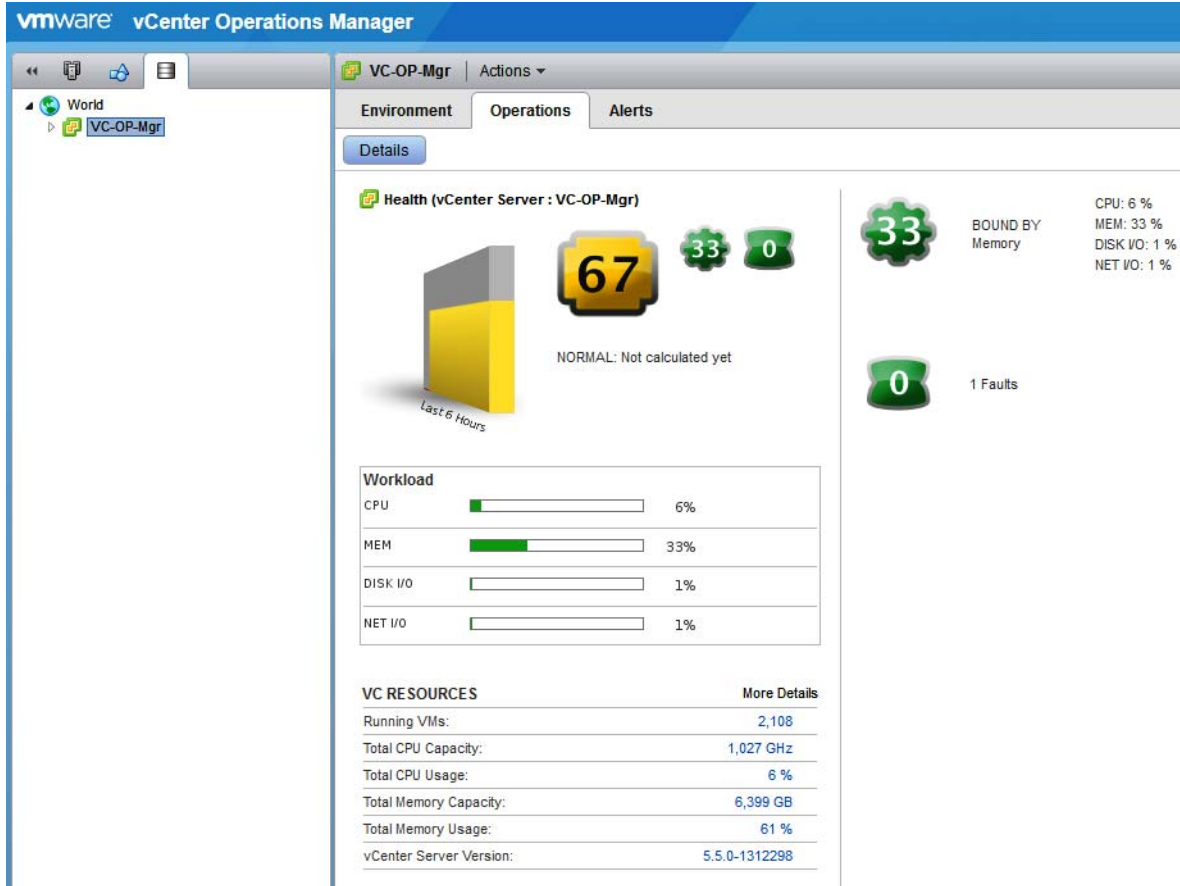 vmware vCenter Operations Manager
World
VC-OP-Mgr
VC-OP-Mgr Actions
Environment Operations Alerts
Details
Health (vCenter Server : VC-OP-Mgr)
67 33 0
NORMAL: Not calculated yet
Last 6 Hours
Workload
CPU 6%
MEM 33%
DISK I/O 1%
NET I/O 1%
VC RESOURCES More Details
Running VMs: 2,108
Total CPU Capacity: 1,027 GHz
Total CPU Usage: 6 %
Total Memory Capacity: 6,399 GB
Total Memory Usage: 61 %
vCenter Server Version: 5.5.0-1312298
33
BOUND BY
Memory
CPU: 6 %
MEM: 33 %
DISK I/O: 1 %
NET I/O: 1 %
0 1 Faults